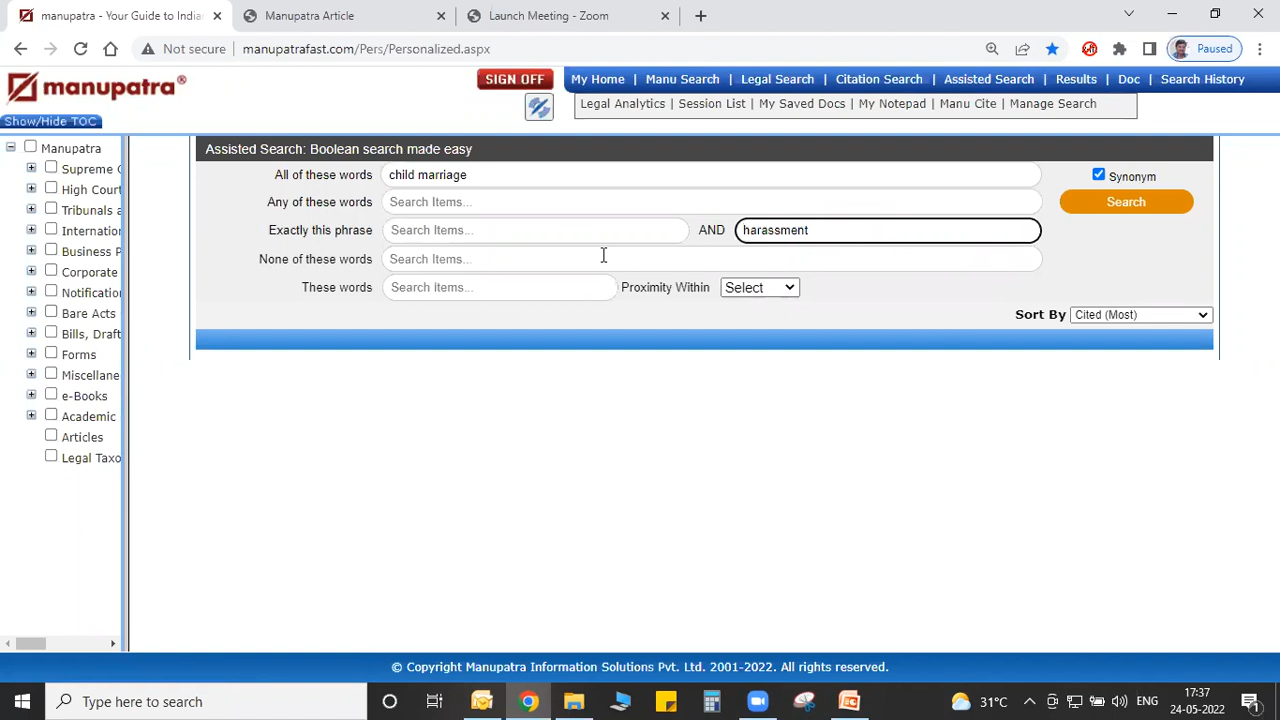 manupatra - Your Guide to Indian
Manupatra Article
Launch Meeting - Zoom
Not secure
manupatrafast.com/Pers/Personalized.aspx
Paused
manupatra®
SIGN OFF
My Home | Manu Search | Legal Search | Citation Search | Assisted Search | Results | Doc | Search History
Legal Analytics | Session List | My Saved Docs | My Notepad | Manu Cite | Manage Search
Show/Hide TOC
Manupatra
Supreme C
High Court
Tribunals a
Internation
Business P
Corporate
Notification
Bare Acts
Bills, Draft
Forms
Miscellane
e-Books
Academic
Articles
Legal Taxo
Assisted Search: Boolean search made easy
All of these words child marriage Synonym
Any of these words Search Items... Search
Exactly this phrase Search Items... AND harassment
None of these words Search Items...
These words Search Items... Proximity Within Select
Sort By Cited (Most)
© Copyright Manupatra Information Solutions Pvt. Ltd. 2001-2022. All rights reserved.
Type here to search
31°C
ENG
17:37
24-05-2022
1